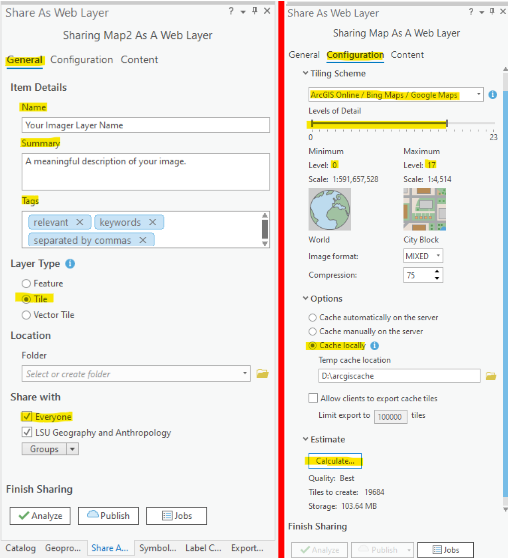 Share As Web Layer
Sharing Map2 As A Web Layer
General Configuration Content
Item Details
Name
Your Imager Layer Name
Summary
A meaningful description of your image.
Tags
relevant keywords
separated by commas
Layer Type
Feature
Tile
Vector Tile
Location
Folder
Select or create folder
Share with
Everyone
LSU Geography and Anthropology
Groups
Finish Sharing
Analyze Publish Jobs
Catalog Geopro... Share A... Symbol... Label C... Export...
Share As Web Layer
Sharing Map As A Web Layer
General Configuration Content
Tiling Scheme
ArcGIS Online / Bing Maps / Google Maps
Levels of Detail
0 23
Minimum Maximum
Level: 0 Level: 17
Scale: 1:591,657,528 Scale: 1:4,514
World City Block
Image format: MIXED
Compression: 75
Options
Cache automatically on the server
Cache manually on the server
Cache locally
Temp cache location
D:\arcgiscache
Allow clients to export cache tiles
Limit export to 100000 tiles
Estimate
Calculate...
Quality: Best
Tiles to create: 19684
Storage: 103.64 MB
Finish Sharing
Analyze Publish Jobs